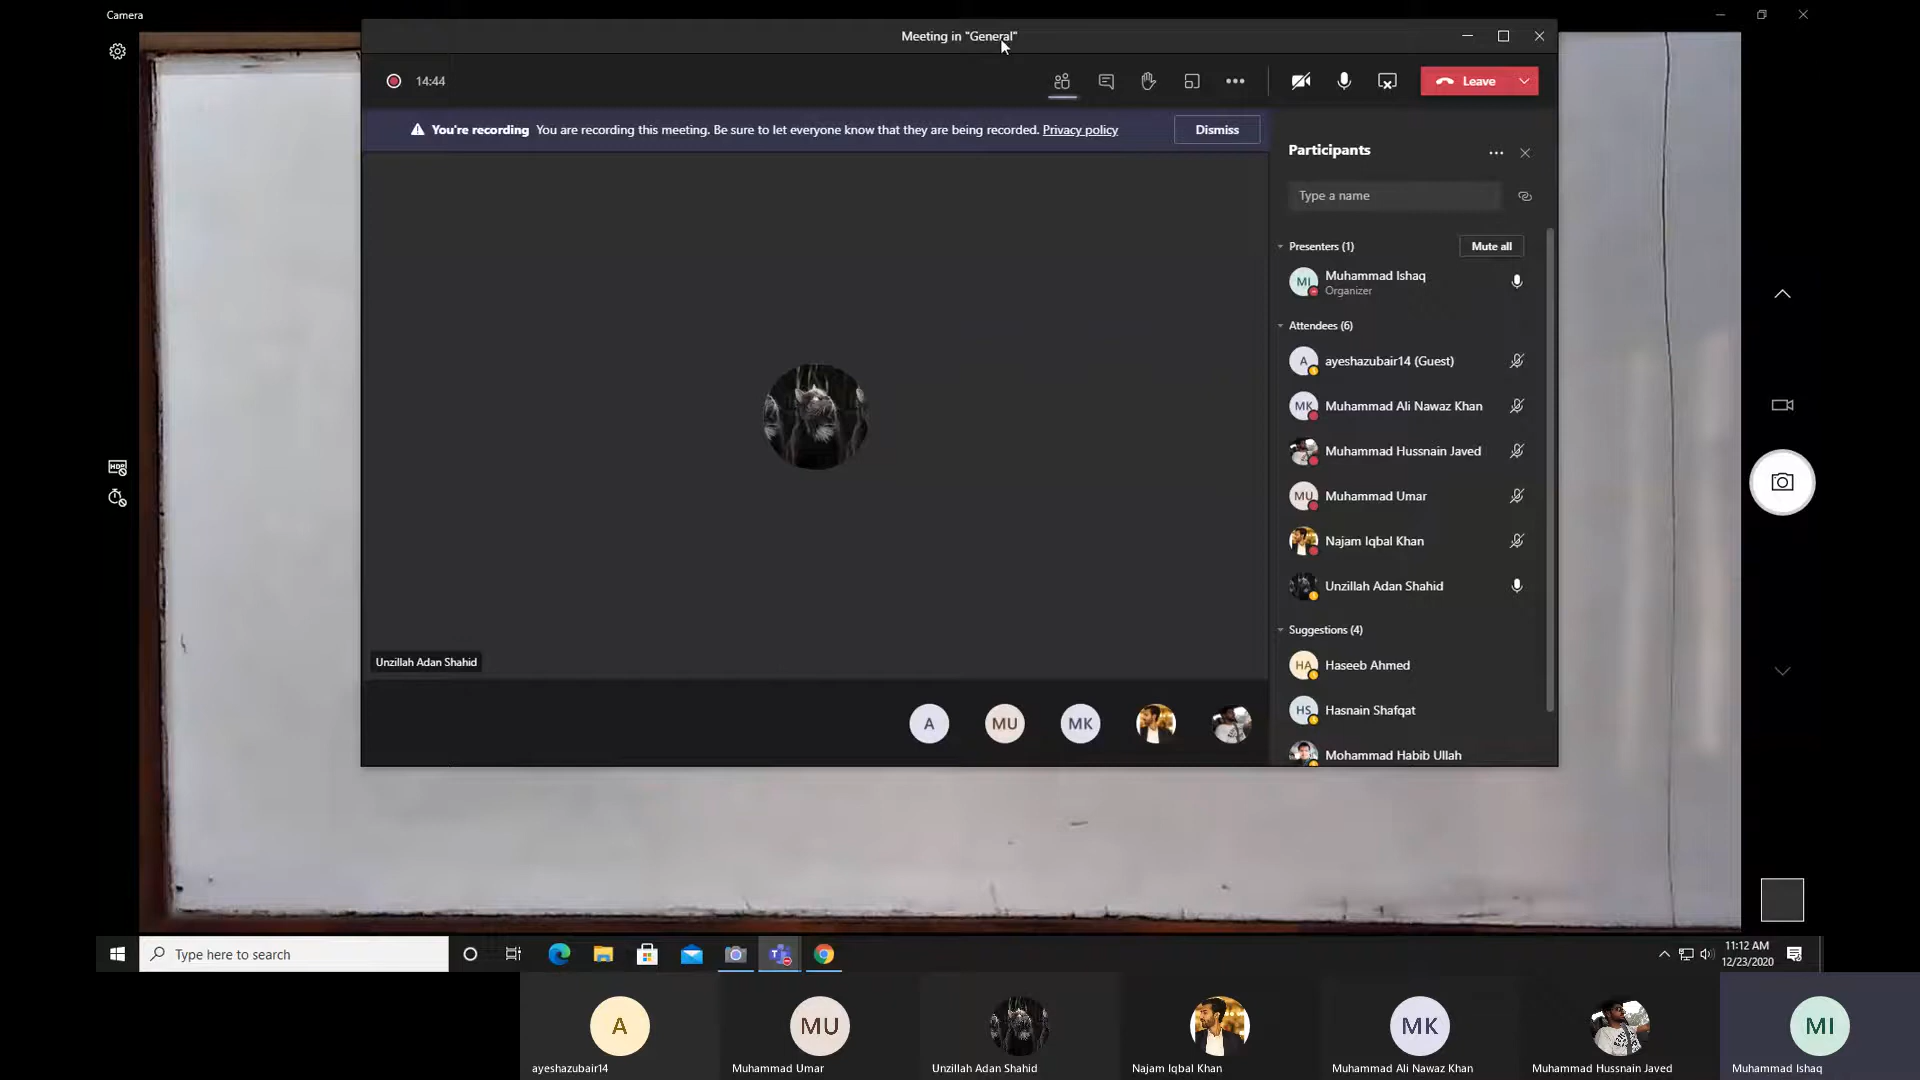 Camera
Meeting in "General"
14:44
Leave
You're recording You are recording this meeting. Be sure to let everyone know that they are being recorded. Privacy policy
Dismiss
Participants
Type a name
Presenters (1)
Mute all
MI
Muhammad Ishaq
Organizer
Attendees (6)
A
ayeshazubair14 (Guest)
MK
Muhammad Ali Nawaz Khan
Muhammad Hussnain Javed
MU
Muhammad Umar
Najam Iqbal Khan
Unzillah Adan Shahid
Suggestions (4)
HA
Haseeb Ahmed
HS
Hasnain Shafqat
Mohammad Habib Ullah
Unzillah Adan Shahid
A
MU
MK
Type here to search
11:12 AM
12/23/2020
A
MU
MK
MI
ayeshazubair14
Muhammad Umar
Unzillah Adan Shahid
Najam Iqbal Khan
Muhammad Ali Nawaz Khan
Muhammad Hussnain Javed
Muhammad Ishaq